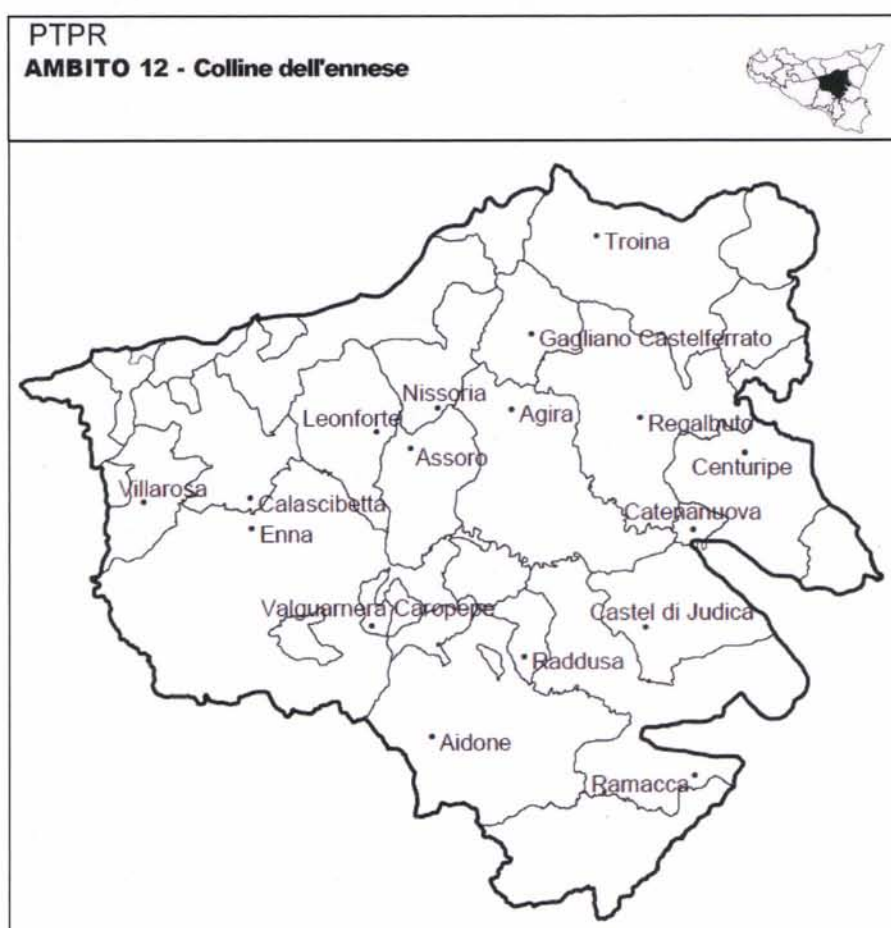 PTPR
AMBITO 12 - Colline dell'ennese
Troina
Gagliano Castelferrato
Nissoria
Leonforte
Agira
Regalbuto
Assoro
Centuripe
Villarosa
Calascibetta
Catenanuova
Enna
Valguarnera Caropepe
Castel di Judica
Raddusa
Aidone
Ramacca